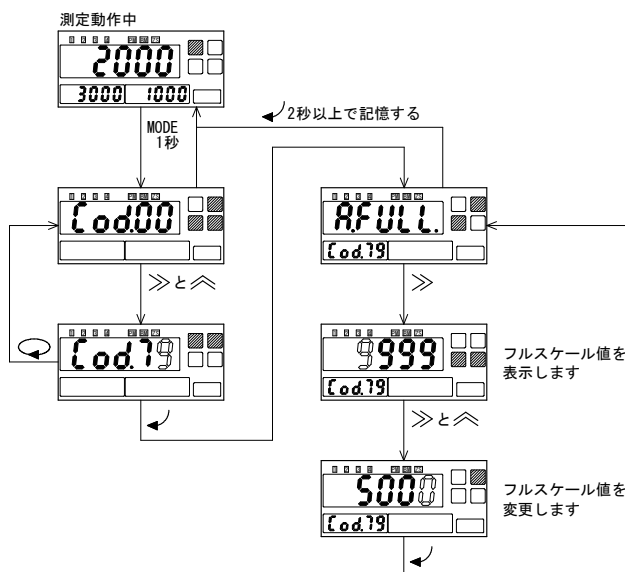 測定動作中
2000
3000 1000
MODE
1秒
2秒以上で記憶する
Cod.00
A.FULL.
Cod.79
≫と︽
≫
Cod.79
9999
Cod.79
フルスケール値を
表示します
≫と︽
5000
Cod.79
フルスケール値を
変更します